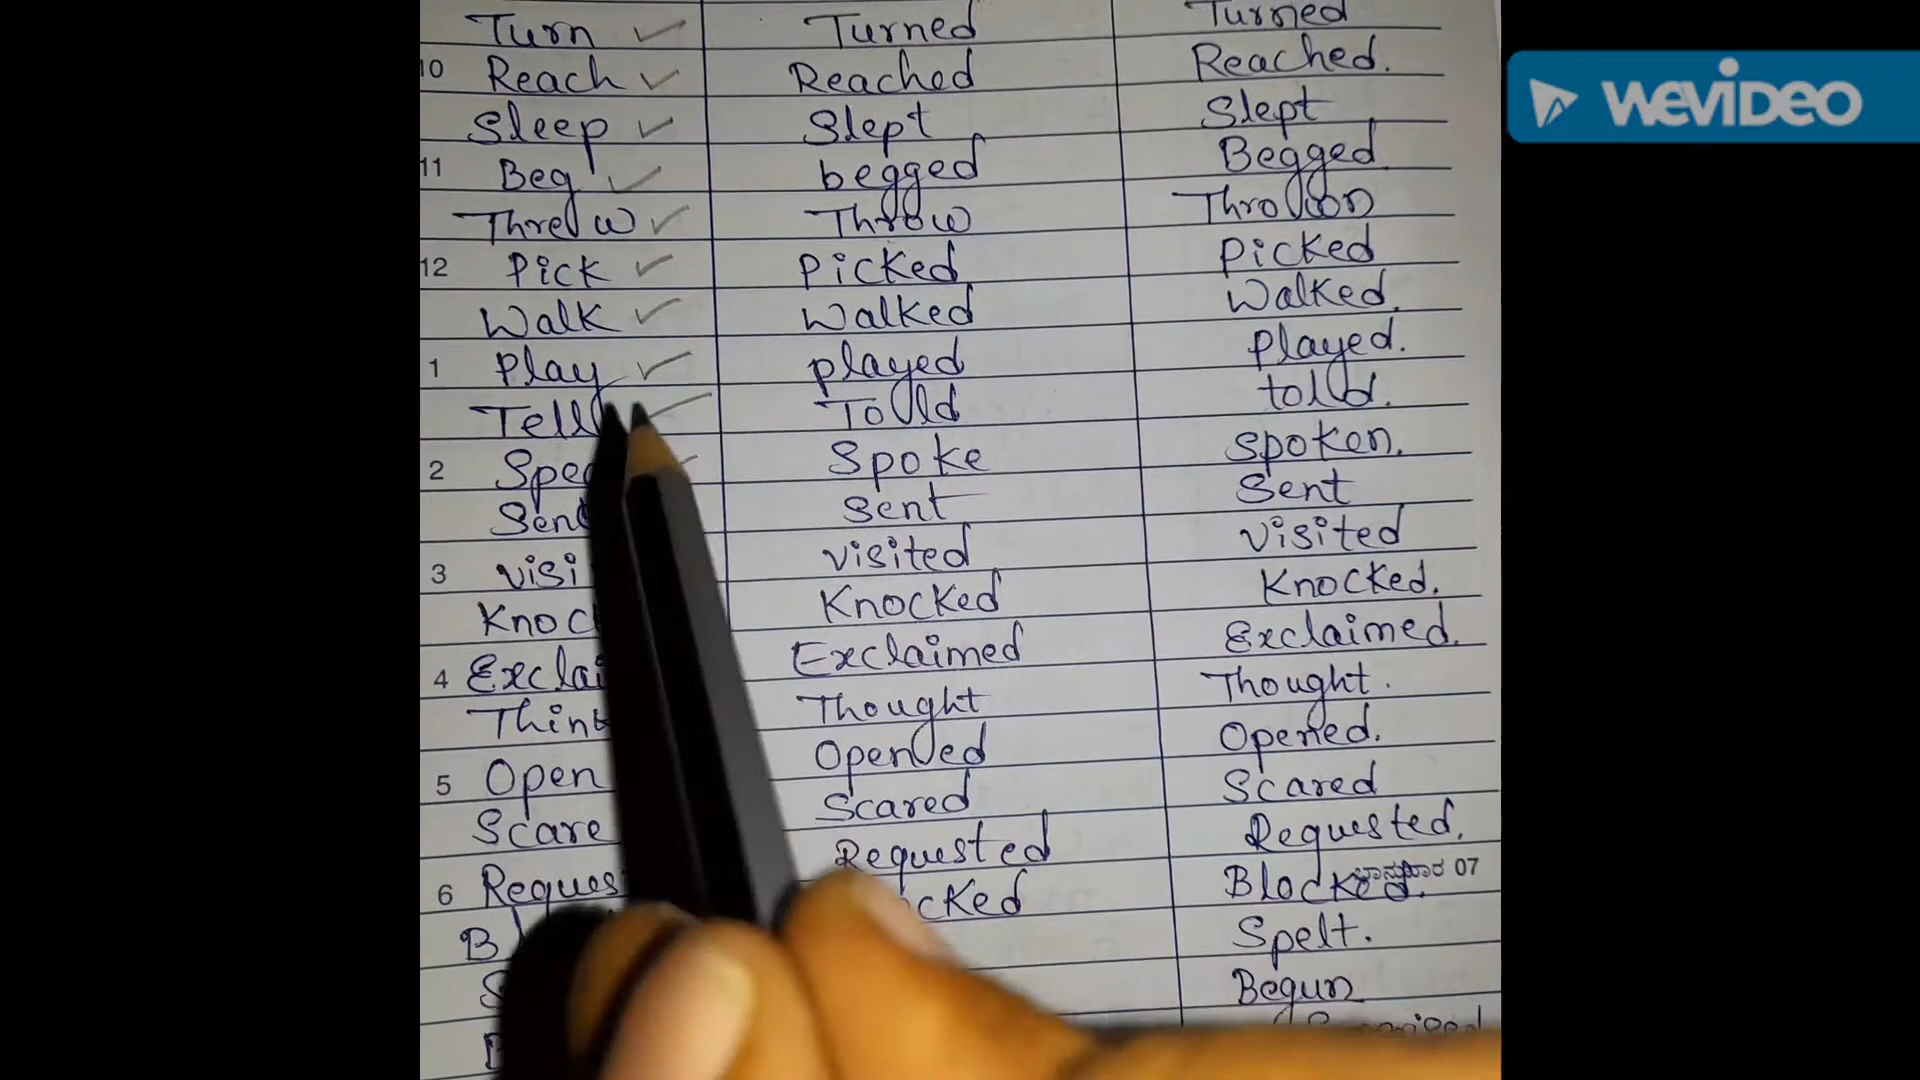 Turn Turned Turned
10 Reach Reached Reached.
Sleep Slept Slept
11 Beg begged Begged
Threw Throw Thrown
12 Pick Picked Picked
Walk Walked Walked.
1 Play played Played.
Tell Told told.
2 Spoke Spoken.
Sent Sent
3 visited visited
Knocked Knocked.
4 Exclaimed Exclaimed.
Think Thought Thought.
5 Open Opened Opened.
Scare Scared Scared
6 Requested Requested.
Blocked. 07
Spelt.
Begun
WEVIDEO